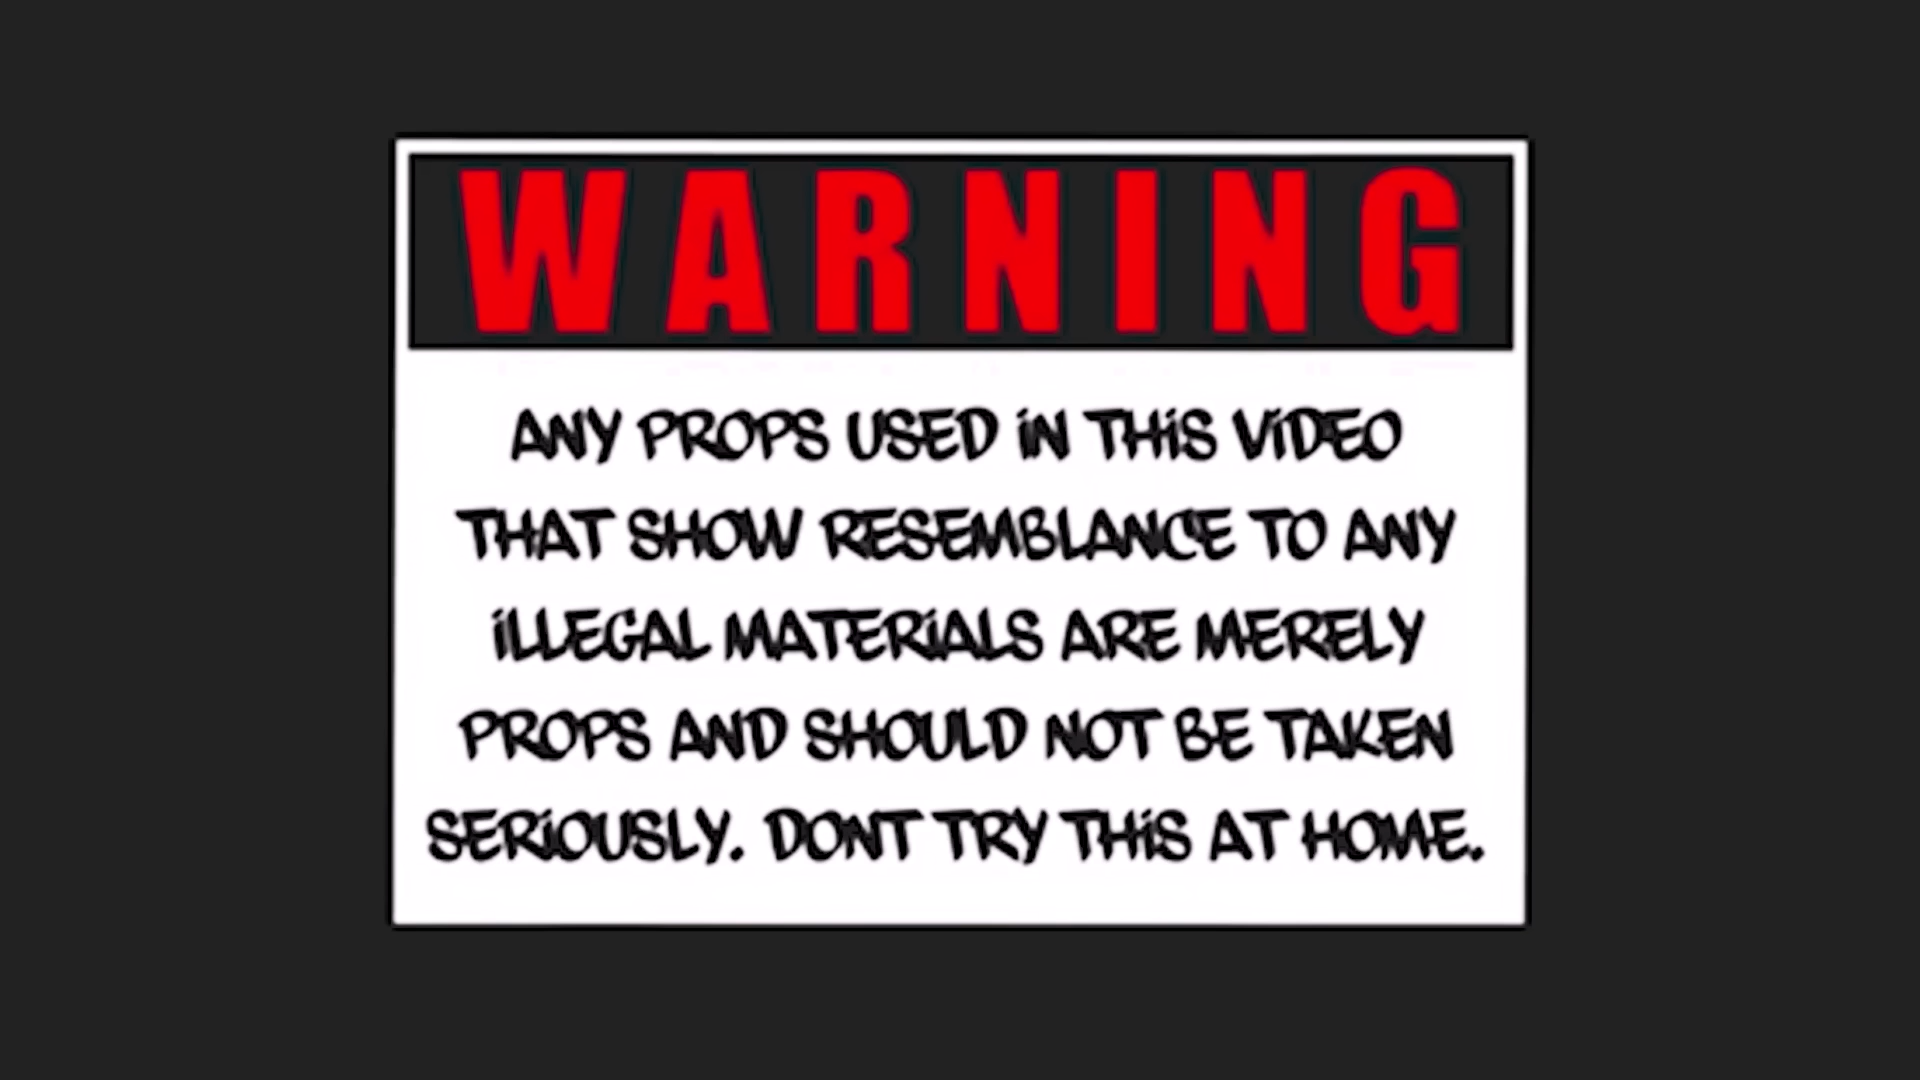 WARNING
ANY PROPS USED iN THiS ViDEO
THAT SHOW RESEMBLANCE TO ANY
iLLEGAL MATERiALS ARE MERELY
PROPS AND SHOULD NOT BE TAKEN
SERiOUSLY. DONT TRY THiS AT HOME.